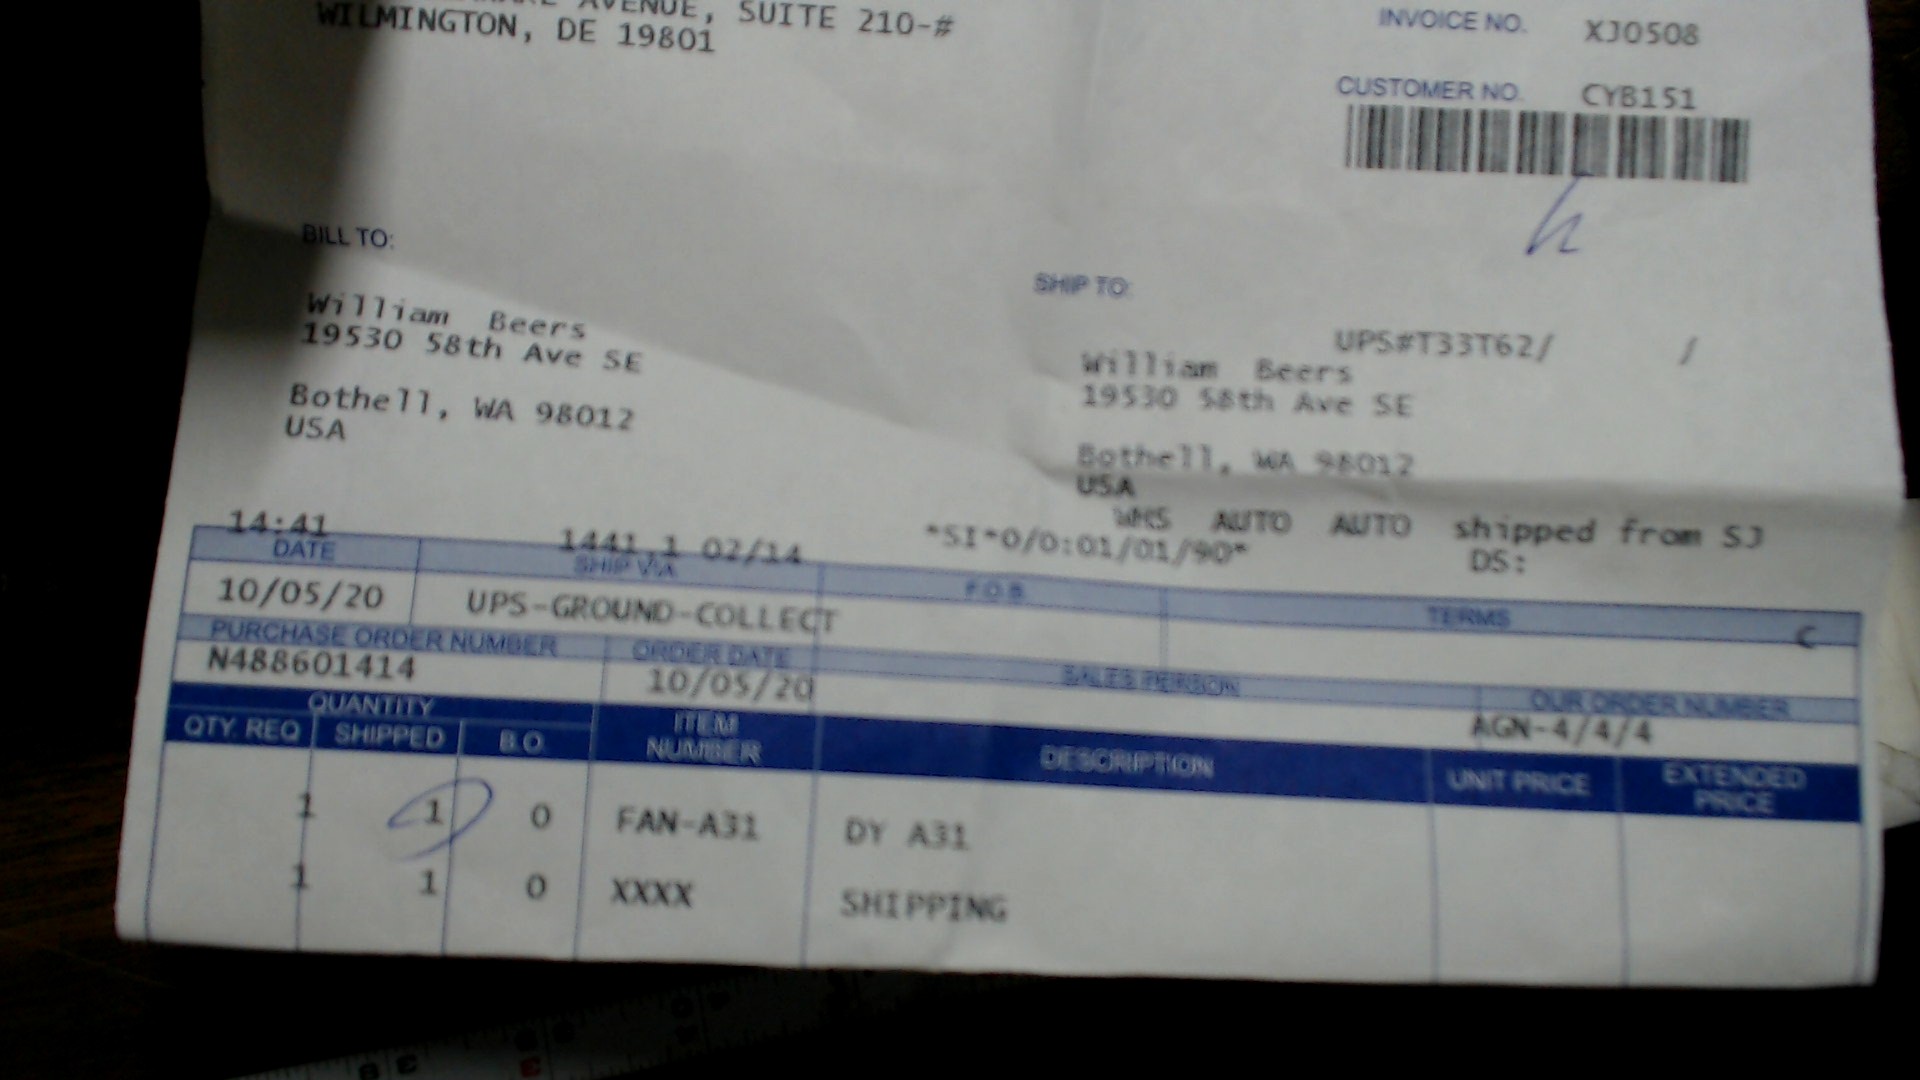 AVENUE, SUITE 210-#
WILMINGTON, DE 19801
INVOICE NO. XJ0508
CUSTOMER NO. CYB151
h
BILL TO:
William Beers
19530 58th Ave SE
Bothell, WA 98012
USA
SHIP TO:
UPS#T33T62/ /
William Beers
19530 58th Ave SE
Bothell, WA 98012
USA
WMS AUTO AUTO shipped from SJ
DS:
14:41 1441.1 02/14 *SI*0/0:01/01/90*
DATE SHIP VIA F.O.B. TERMS
10/05/20 UPS-GROUND-COLLECT C
PURCHASE ORDER NUMBER ORDER DATE SALES PERSON OUR ORDER NUMBER
N488601414 10/05/20 AGN-4/4/4
QUANTITY
QTY. REQ SHIPPED B.O. ITEM NUMBER DESCRIPTION UNIT PRICE EXTENDED PRICE
1 1 0 FAN-A31 DY A31
1 1 0 XXXX SHIPPING